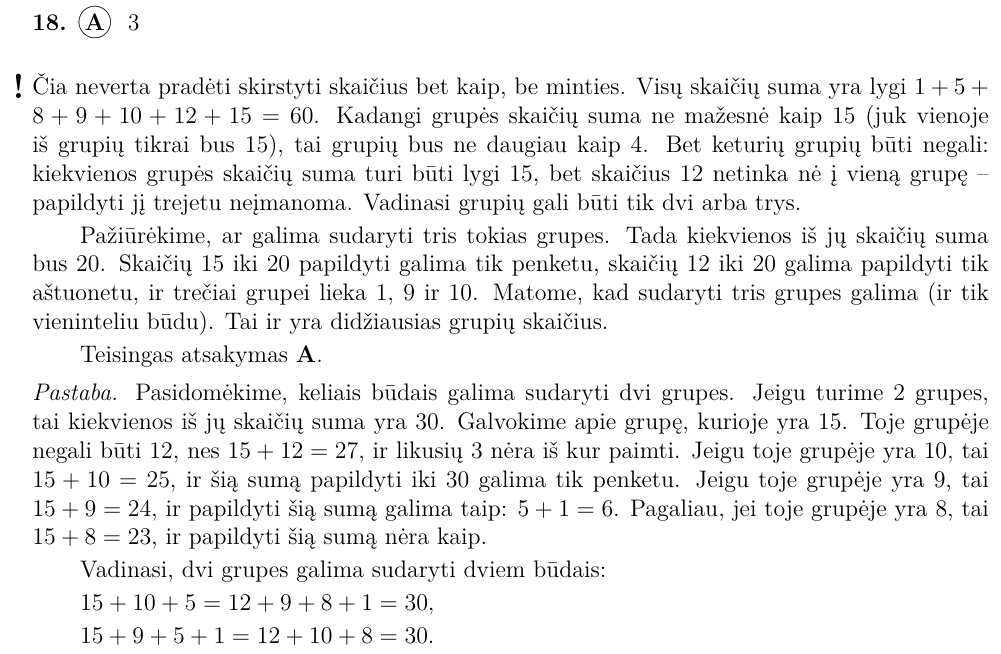 18. Ⓐ 3
! Čia neverta pradėti skirstyti skaičius bet kaip, be minties. Visų skaičių suma yra lygi 1 + 5 +
8 + 9 + 10 + 12 + 15 = 60. Kadangi grupės skaičių suma ne mažesnė kaip 15 (juk vienoje
iš grupių tikrai bus 15), tai grupių bus ne daugiau kaip 4. Bet keturių grupių būti negali:
kiekvienos grupės skaičių suma turi būti lygi 15, bet skaičius 12 netinka nė į vieną grupę –
papildyti jį trejetu neįmanoma. Vadinasi grupių gali būti tik dvi arba trys.
Pažiūrėkime, ar galima sudaryti tris tokias grupes. Tada kiekvienos iš jų skaičių suma
bus 20. Skaičių 15 iki 20 papildyti galima tik penketu, skaičių 12 iki 20 galima papildyti tik
aštuonetu, ir trečiai grupei lieka 1, 9 ir 10. Matome, kad sudaryti tris grupes galima (ir tik
vieninteliu būdu). Tai ir yra didžiausias grupių skaičius.
Teisingas atsakymas A.
Pastaba. Pasidomėkime, keliais būdais galima sudaryti dvi grupes. Jeigu turime 2 grupes,
tai kiekvienos iš jų skaičių suma yra 30. Galvokime apie grupę, kurioje yra 15. Toje grupėje
negali būti 12, nes 15 + 12 = 27, ir likusių 3 nėra iš kur paimti. Jeigu toje grupėje yra 10, tai
15 + 10 = 25, ir šią sumą papildyti iki 30 galima tik penketu. Jeigu toje grupėje yra 9, tai
15 + 9 = 24, ir papildyti šią sumą galima taip: 5 + 1 = 6. Pagaliau, jei toje grupėje yra 8, tai
15 + 8 = 23, ir papildyti šią sumą nėra kaip.
Vadinasi, dvi grupes galima sudaryti dviem būdais:
15 + 10 + 5 = 12 + 9 + 8 + 1 = 30,
15 + 9 + 5 + 1 = 12 + 10 + 8 = 30.